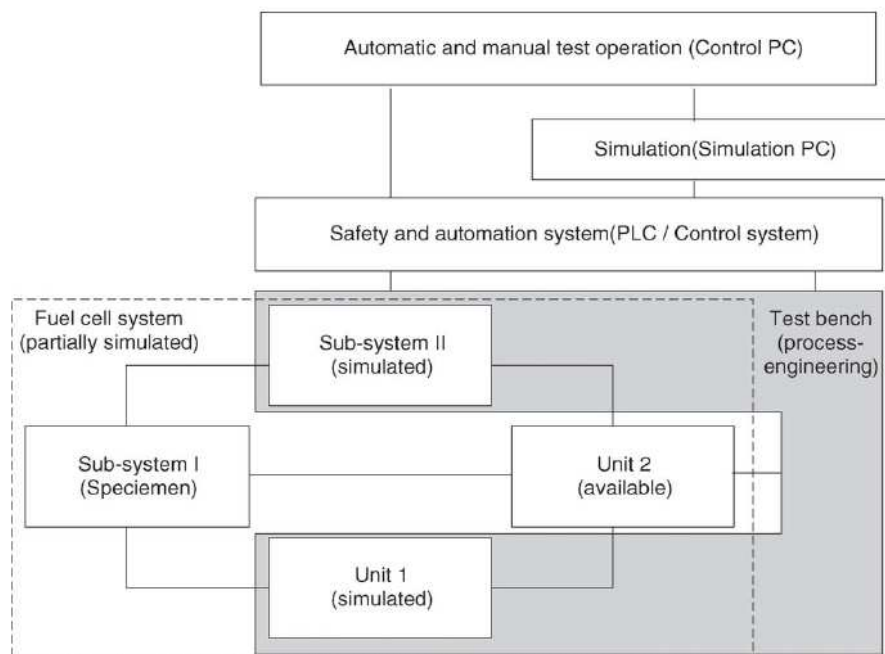 Automatic and manual test operation (Control PC)
Simulation(Simulation PC)
Safety and automation system(PLC / Control system)
Fuel cell system
(partially simulated)
Sub-system II
(simulated)
Test bench
(process-
engineering)
Sub-system I
(Speciemen)
Unit 2
(available)
Unit 1
(simulated)